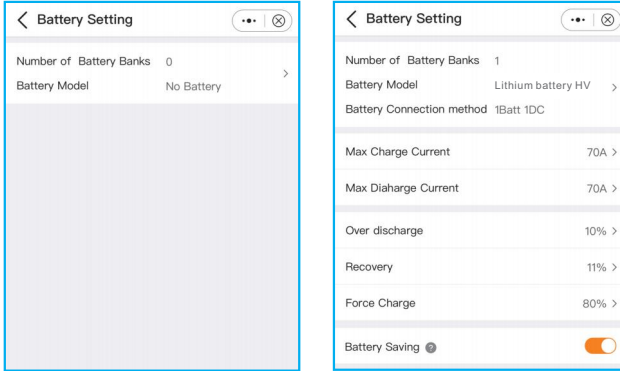 Battery Setting
Number of Battery Banks 0
Battery Model No Battery
Battery Setting
Number of Battery Banks 1
Battery Model Lithium battery HV
Battery Connection method 1Batt 1DC
Max Charge Current 70A
Max Diaharge Current 70A
Over discharge 10%
Recovery 11%
Force Charge 80%
Battery Saving ?